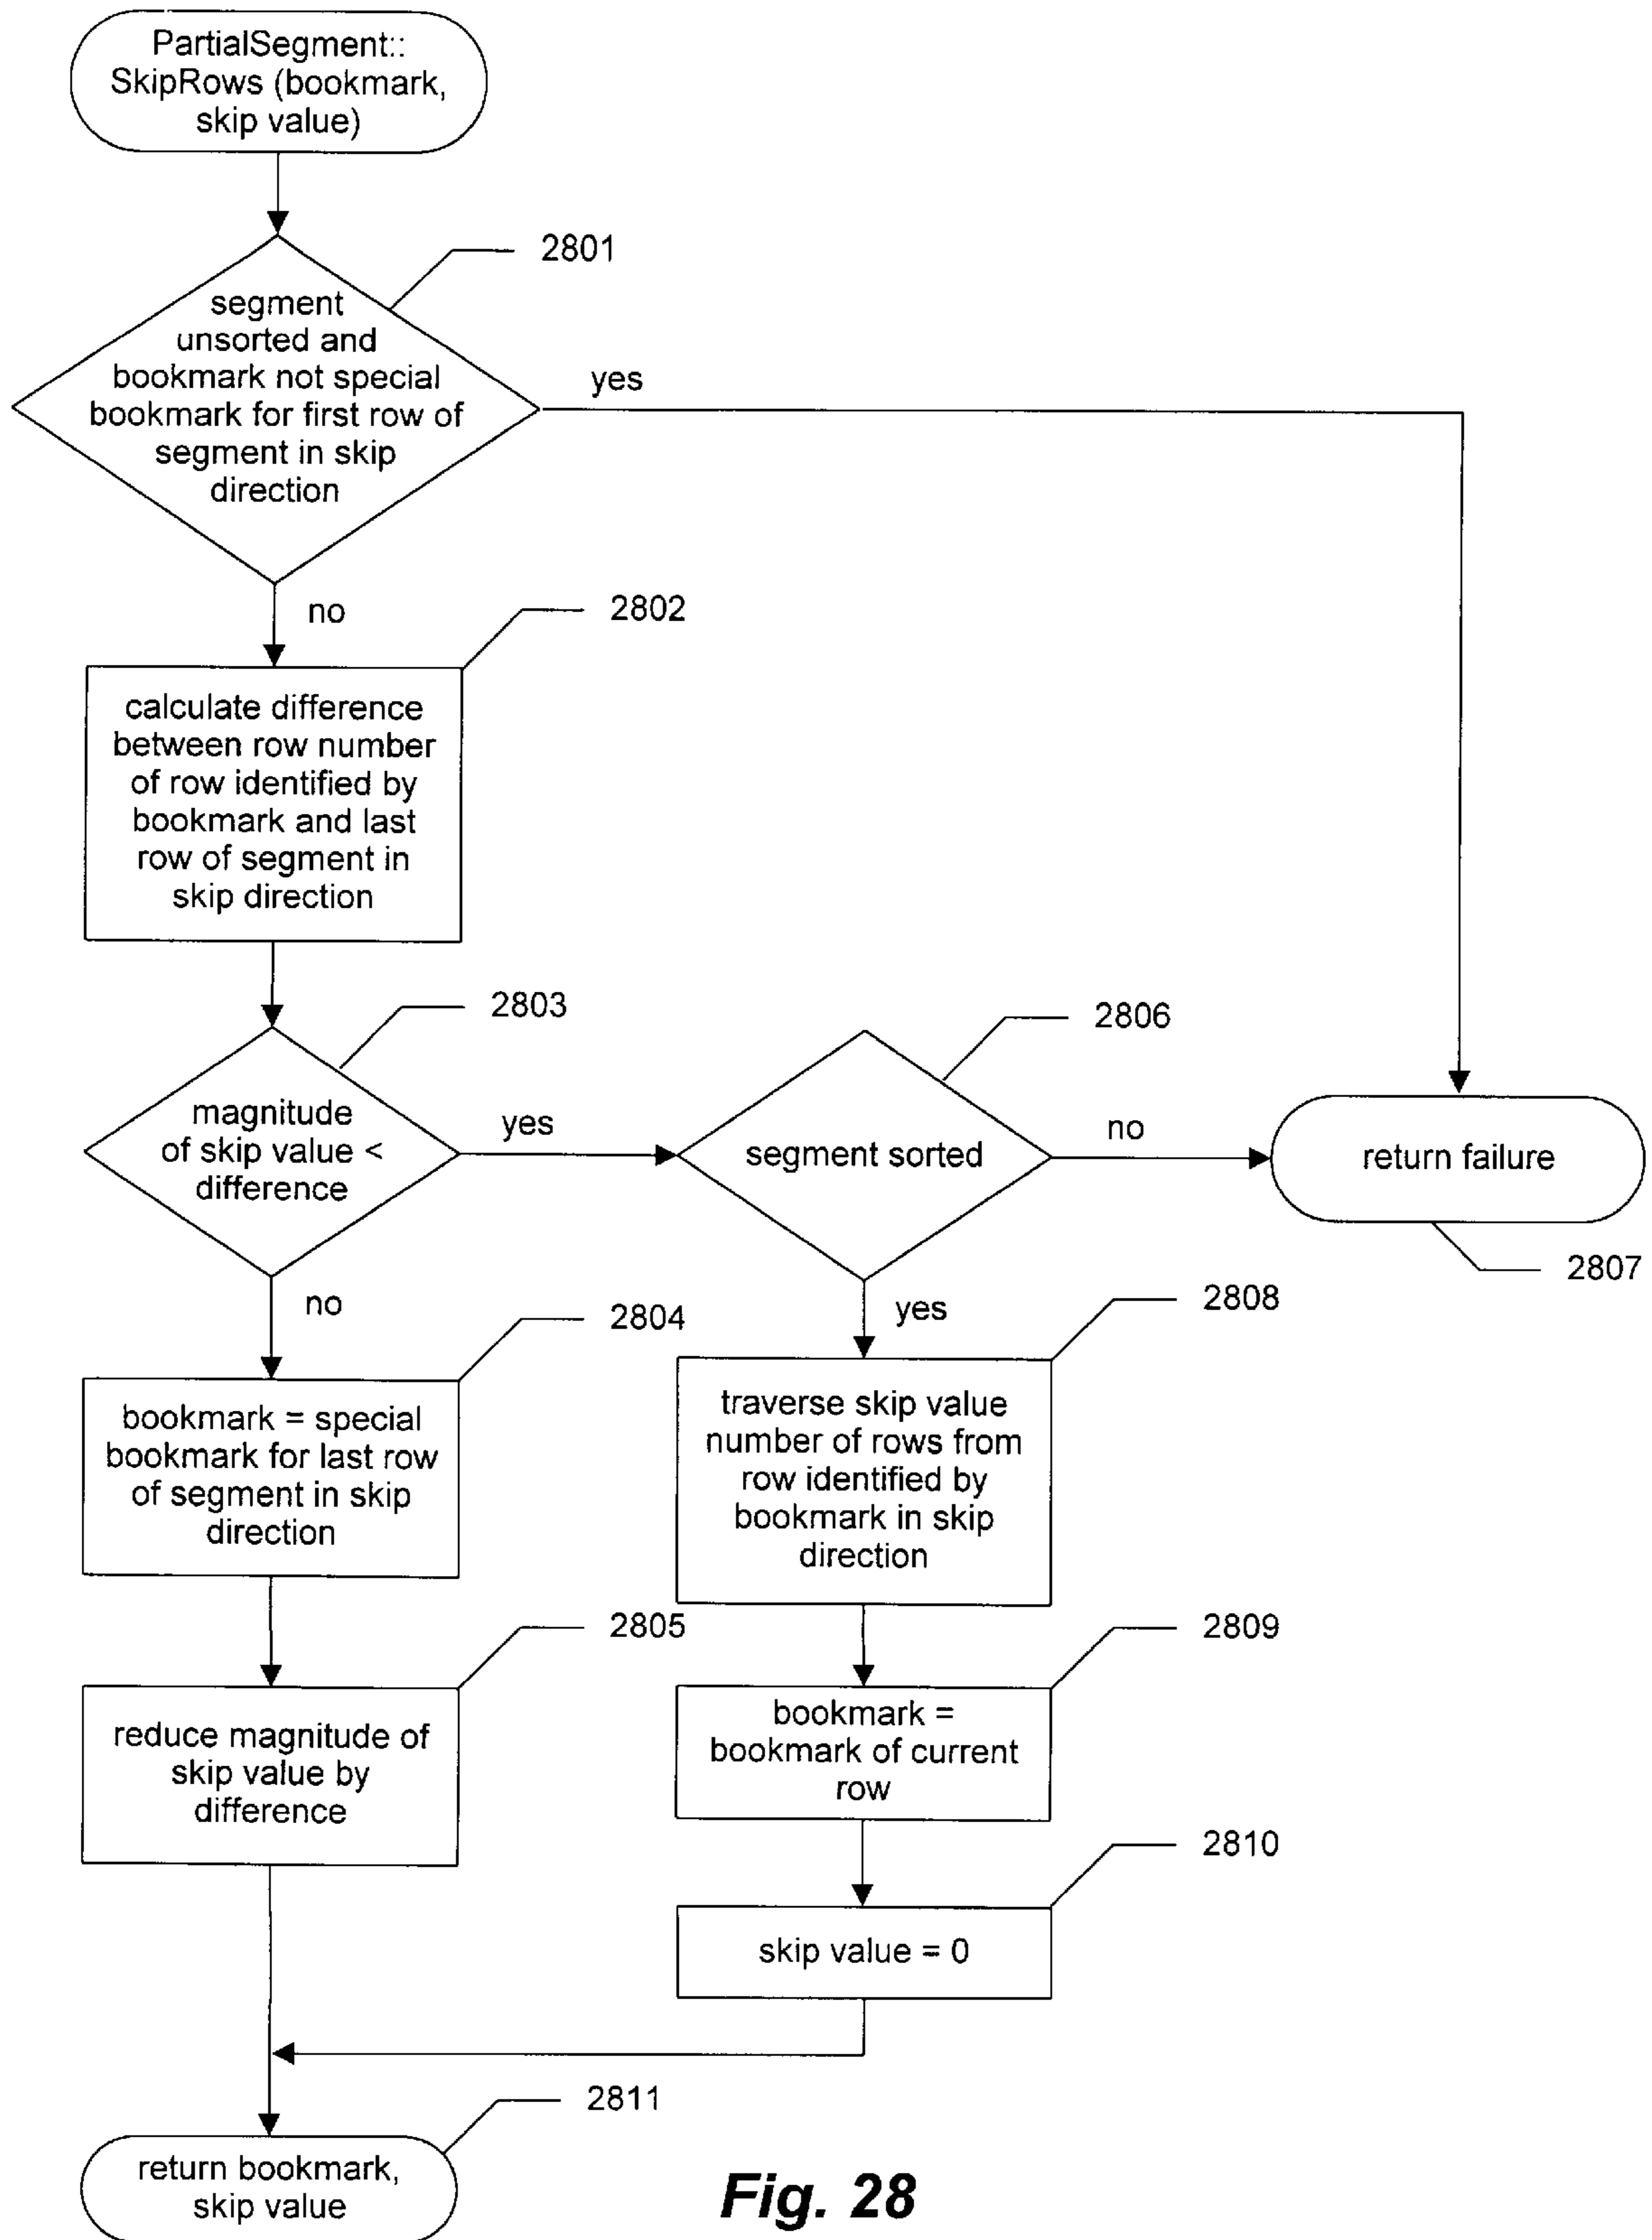 PartialSegment::
SkipRows (bookmark,
skip value)
2801
segment
unsorted and
bookmark not special
bookmark for first row of
segment in skip
direction
yes
no
2802
calculate difference
between row number
of row identified by
bookmark and last
row of segment in
skip direction
2803
magnitude
of skip value <
difference
yes
2806
segment sorted
no
return failure
2807
no
2804
bookmark = special
bookmark for last row
of segment in skip
direction
yes
2808
traverse skip value
number of rows from
row identified by
bookmark in skip
direction
2805
reduce magnitude of
skip value by
difference
2809
bookmark =
bookmark of current
row
2810
skip value = 0
2811
return bookmark,
skip value
Fig. 28